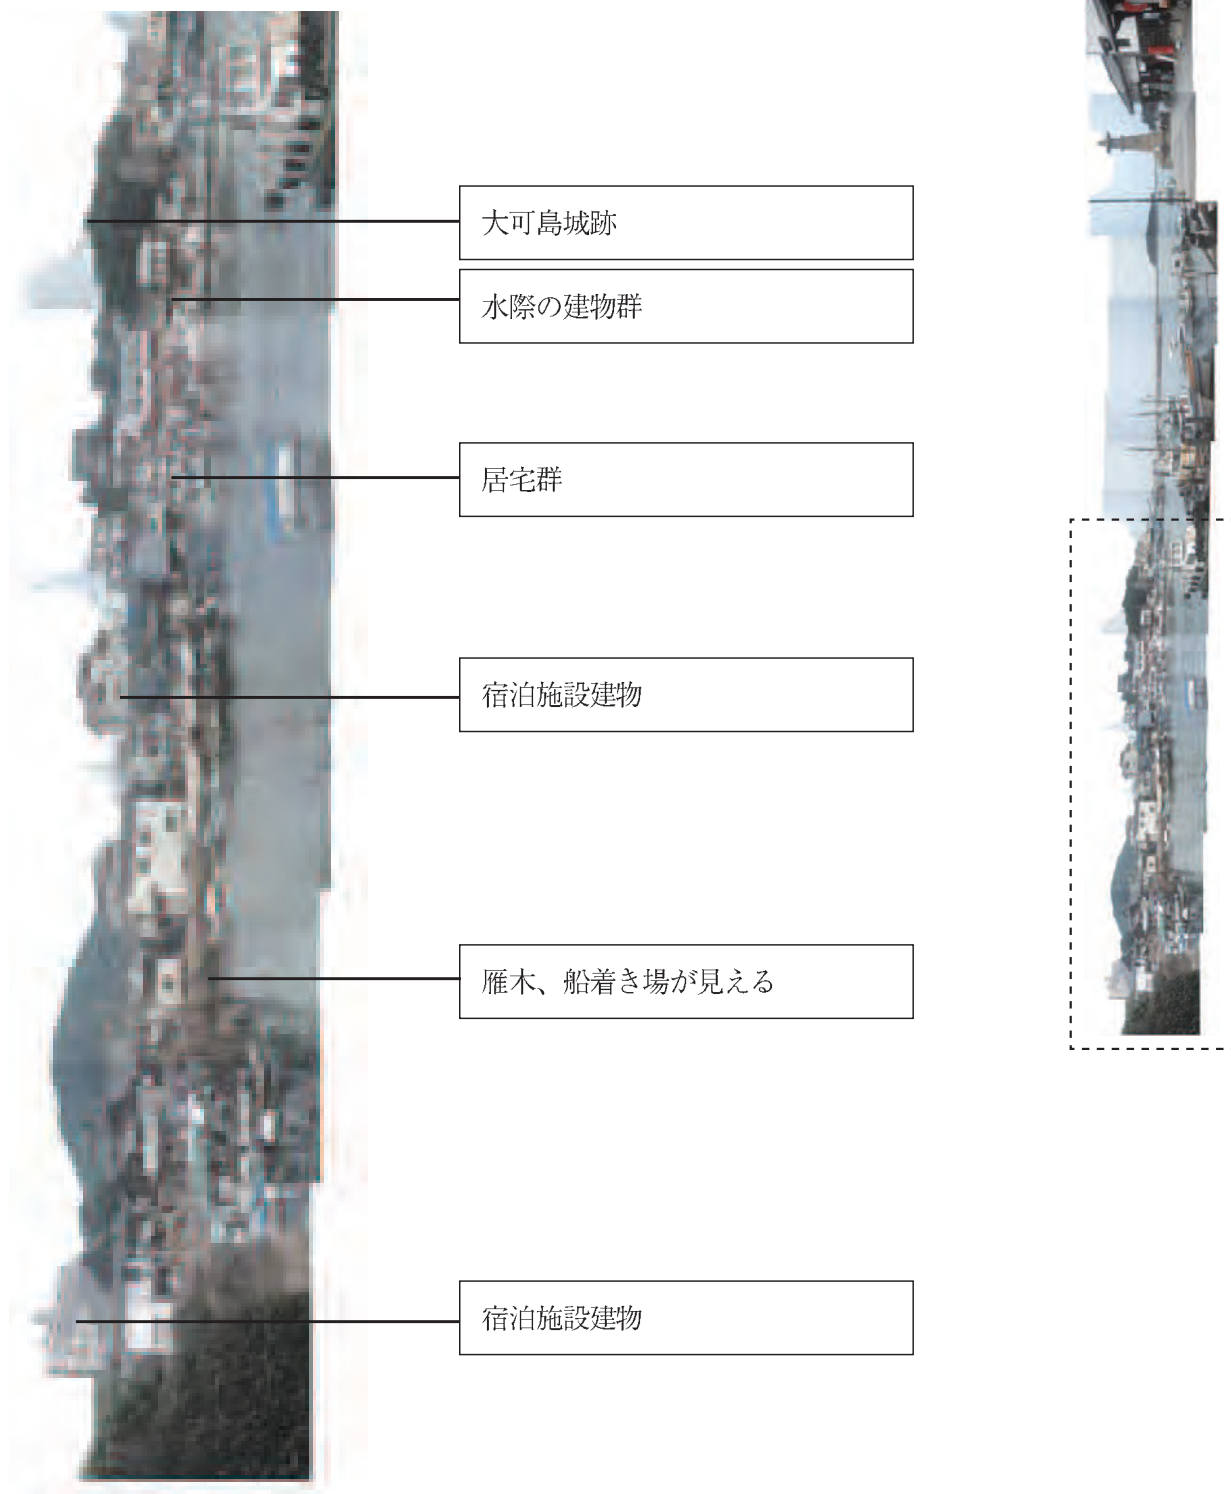 大可島城跡
水際の建物群
居宅群
宿泊施設建物
雁木、船着き場が見える
宿泊施設建物